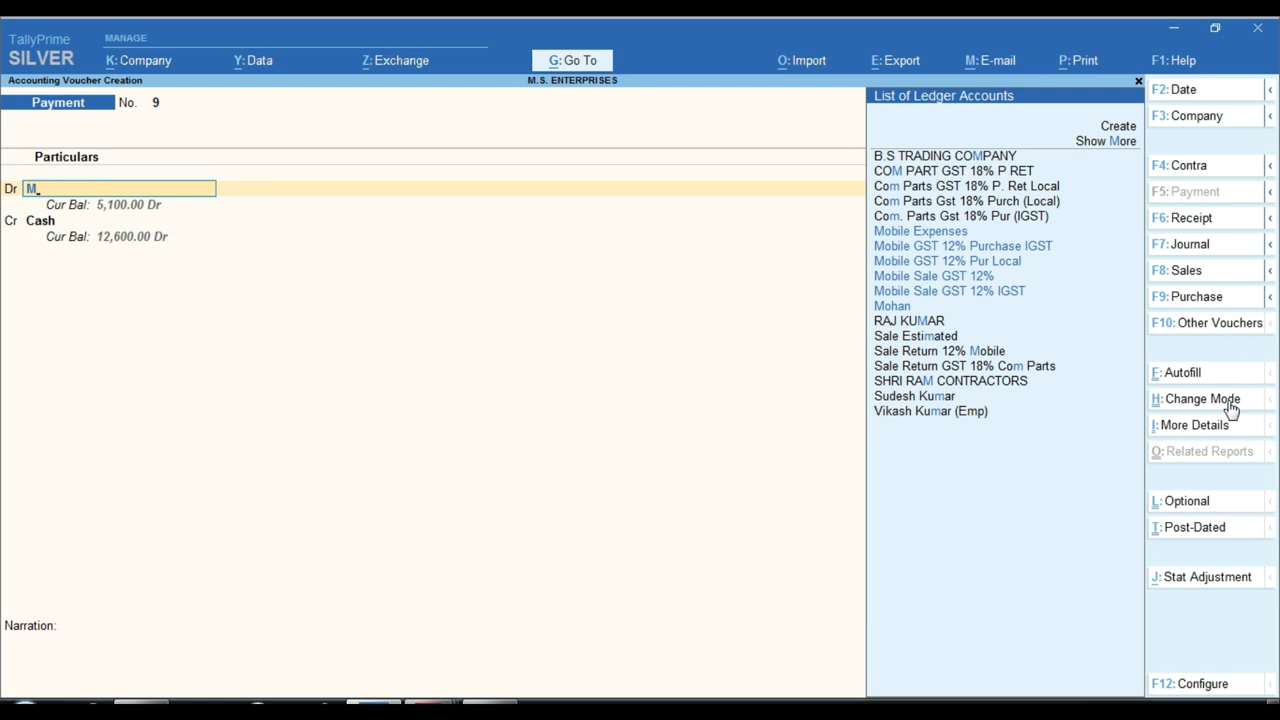 TallyPrime
SILVER
MANAGE
K: Company
Y: Data
Z: Exchange
G: Go To
O: Import
E: Export
M: E-mail
P: Print
F1: Help
Accounting Voucher Creation
M.S. ENTERPRISES
Payment No. 9
Particulars
Dr M
Cur Bal: 5,100.00 Dr
Cr Cash
Cur Bal: 12,600.00 Dr
Narration:
List of Ledger Accounts
Create
Show More
B.S TRADING COMPANY
COM PART GST 18% P RET
Com Parts GST 18% P. Ret Local
Com Parts Gst 18% Purch (Local)
Com. Parts Gst 18% Pur (IGST)
Mobile Expenses
Mobile GST 12% Purchase IGST
Mobile GST 12% Pur Local
Mobile Sale GST 12%
Mobile Sale GST 12% IGST
Mohan
RAJ KUMAR
Sale Estimated
Sale Return 12% Mobile
Sale Return GST 18% Com Parts
SHRI RAM CONTRACTORS
Sudesh Kumar
Vikash Kumar (Emp)
F2: Date
F3: Company
F4: Contra
F5: Payment
F6: Receipt
F7: Journal
F8: Sales
F9: Purchase
F10: Other Vouchers
F: Autofill
H: Change Mode
I: More Details
O: Related Reports
L: Optional
T: Post-Dated
J: Stat Adjustment
F12: Configure